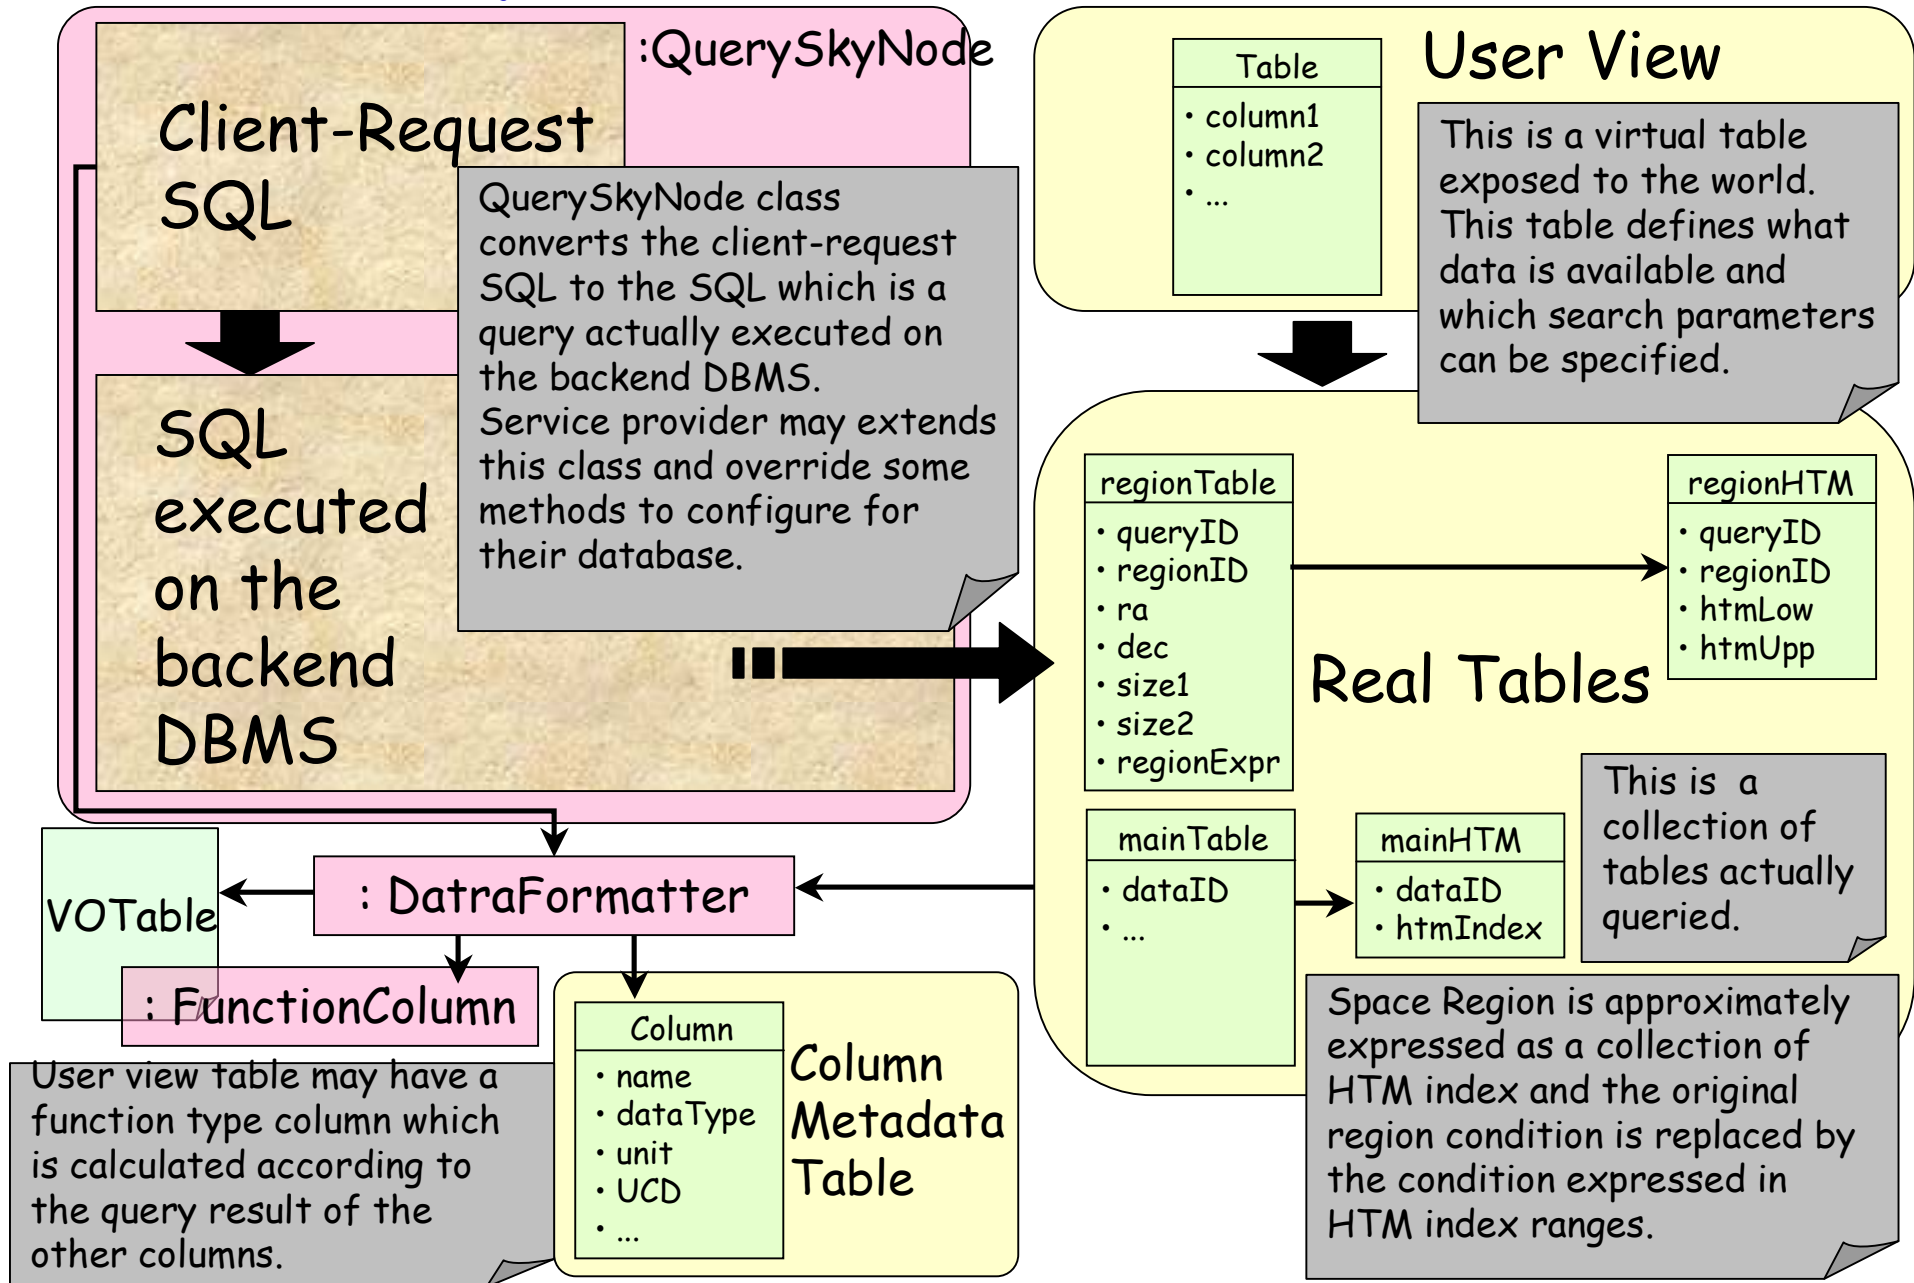 :QuerySkyNode
Client-Request
SQL
QuerySkyNode class
converts the client-request
SQL to the SQL which is a
query actually executed on
the backend DBMS.
Service provider may extends
this class and override some
methods to configure for
their database.
SQL
executed
on the
backend
DBMS
User View
Table
・column1
・column2
・...
This is a virtual table
exposed to the world.
This table defines what
data is available and
which search parameters
can be specified.
regionTable
・queryID
・regionID
・ra
・dec
・size1
・size2
・regionExpr
regionHTM
・queryID
・regionID
・htmLow
・htmUpp
Real Tables
mainTable
・dataID
・...
mainHTM
・dataID
・htmIndex
This is a
collection of
tables actually
queried.
Space Region is approximately
expressed as a collection of
HTM index and the original
region condition is replaced by
the condition expressed in
HTM index ranges.
VOTable
: DatraFormatter
: FunctionColumn
User view table may have a
function type column which
is calculated according to
the query result of the
other columns.
Column
・name
・dataType
・unit
・UCD
・...
Column
Metadata
Table